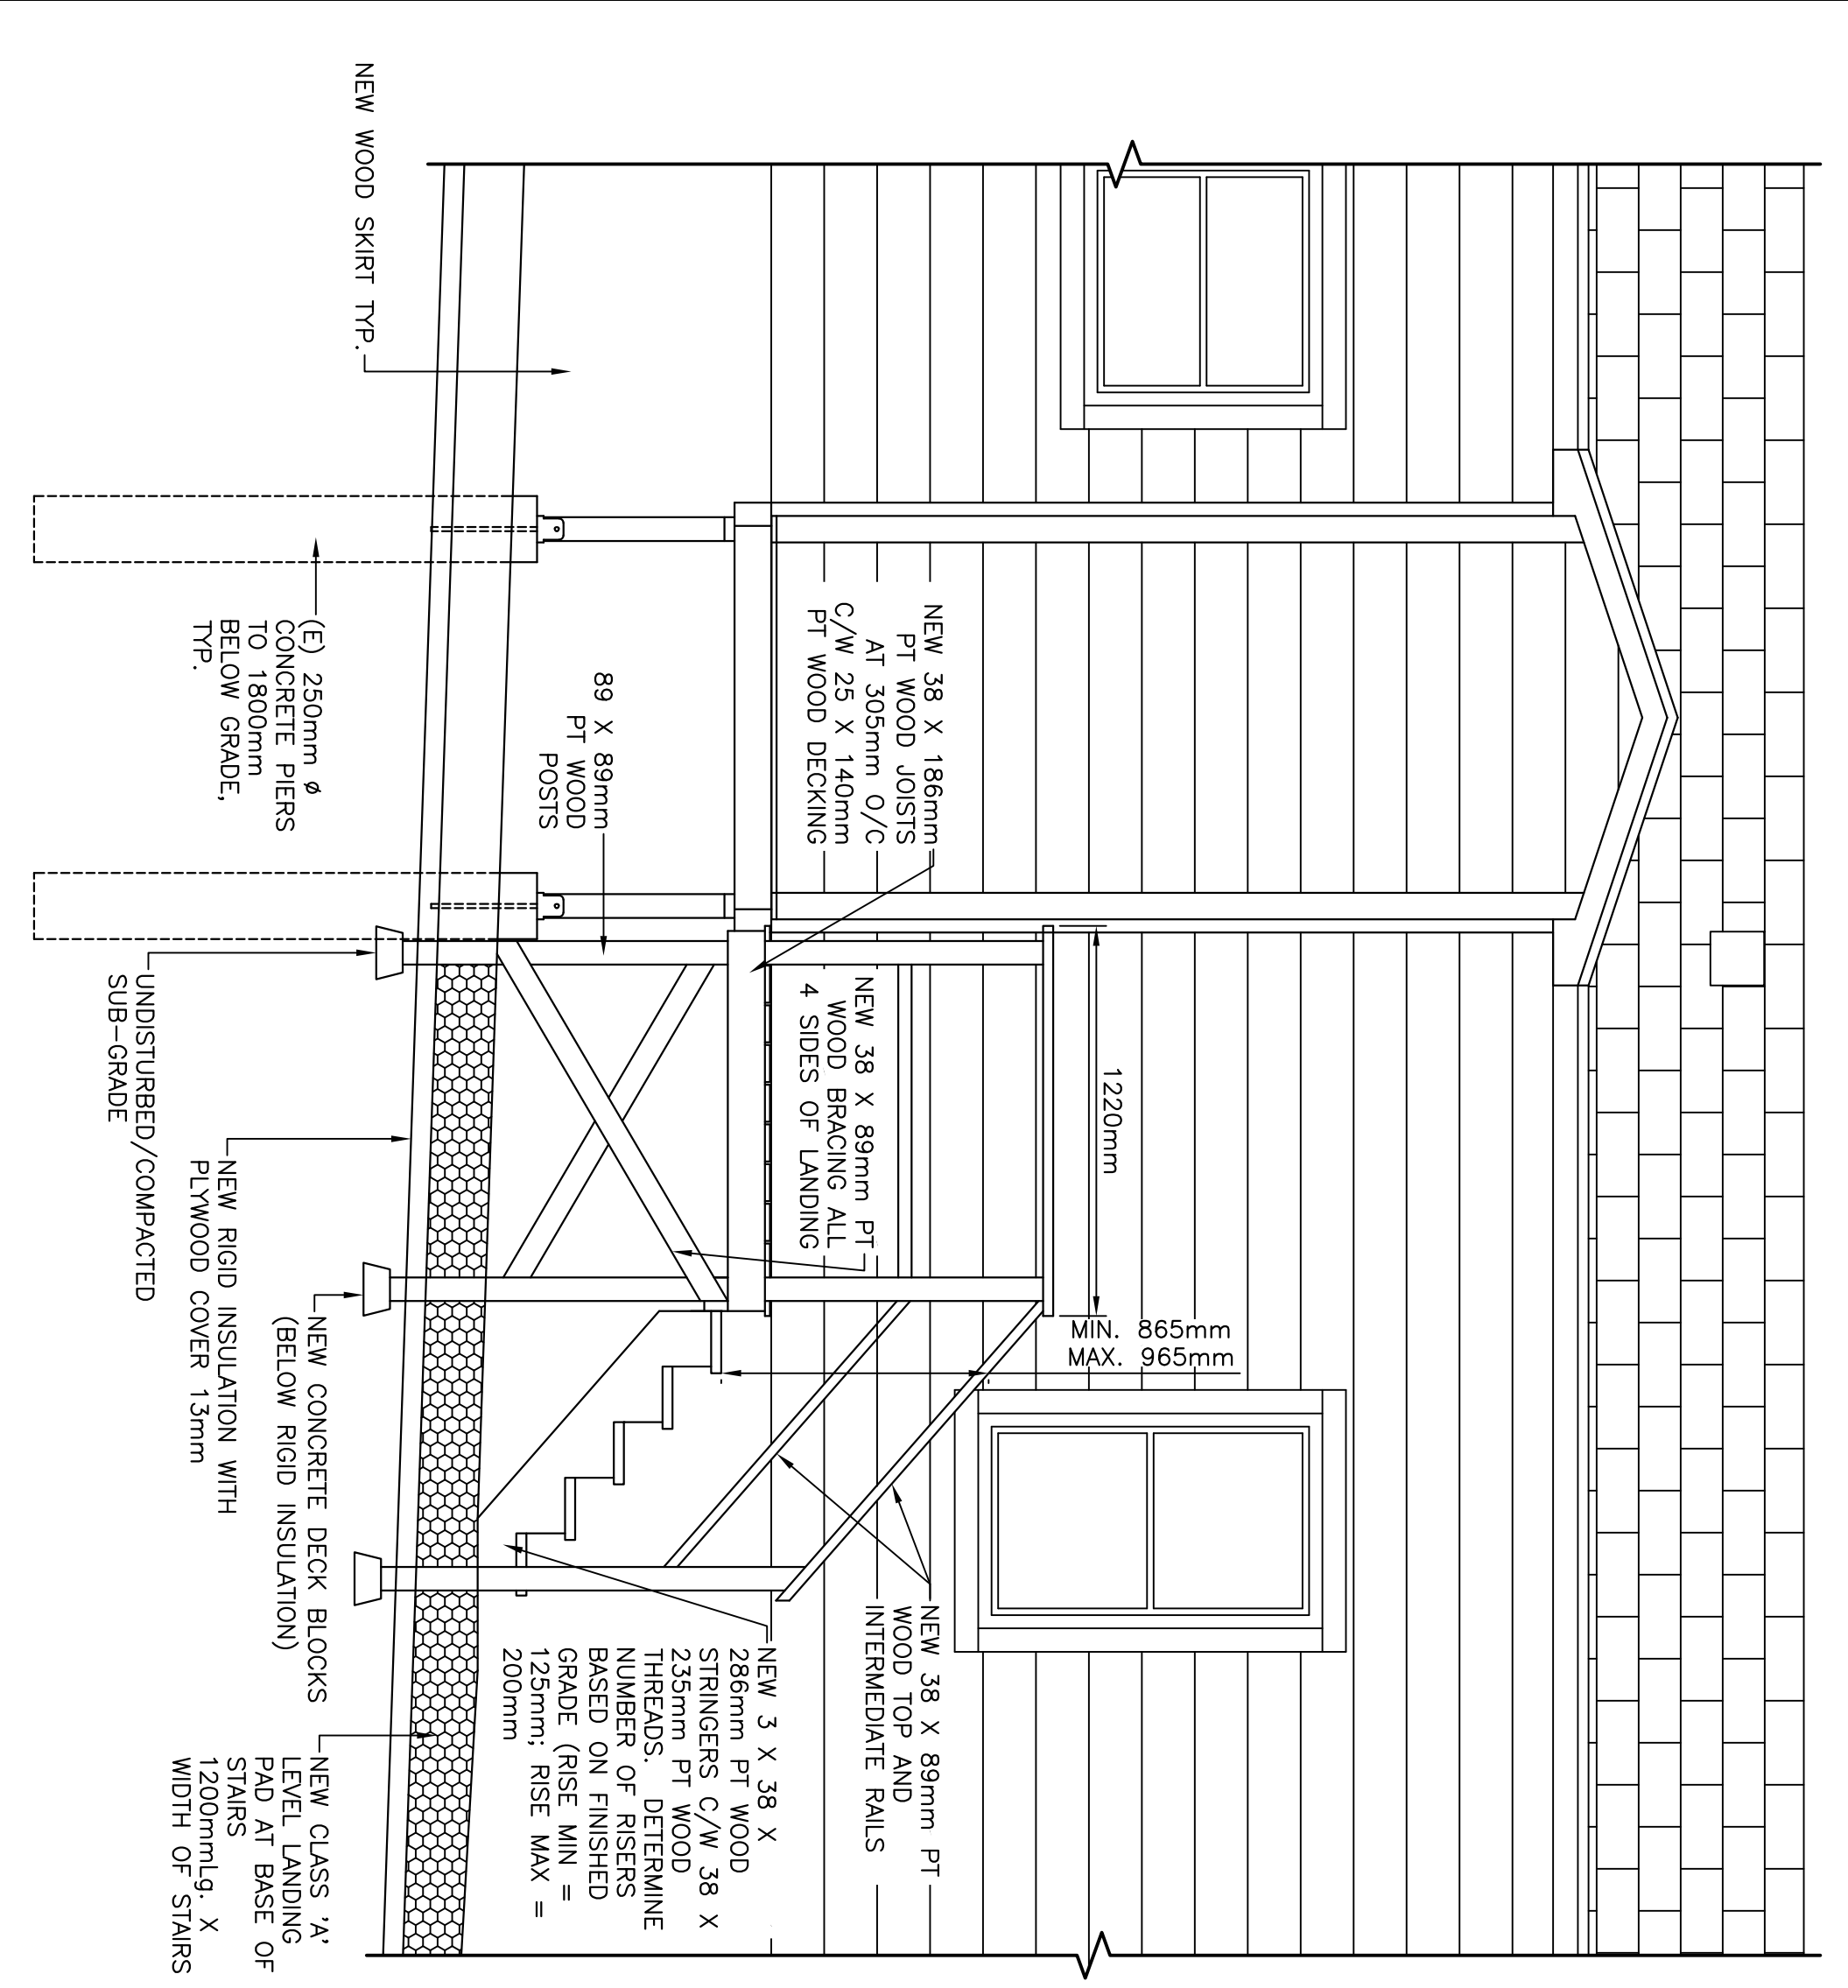 NEW WOOD SKIRT TYP.
(E) 250mm Ø
CONCRETE PIERS
TO 1800mm
BELOW GRADE,
TYP.
89 X 89mm
PT WOOD
POSTS
NEW 38 X 186mm
PT WOOD JOISTS
AT 305mm O/C
C/W 25 X 140mm
PT WOOD DECKING
1220mm
NEW 38 X 89mm PT
WOOD BRACING ALL
4 SIDES OF LANDING
MIN. 865mm
MAX. 965mm
UNDISTURBED/COMPACTED
SUB-GRADE
NEW RIGID INSULATION WITH
PLYWOOD COVER 13mm
NEW CONCRETE DECK BLOCKS
(BELOW RIGID INSULATION)
NEW 38 X 89mm PT
WOOD TOP AND
INTERMEDIATE RAILS
NEW 3 X 38 X
286mm PT WOOD
STRINGERS C/W 38 X
235mm PT WOOD
THREADS. DETERMINE
NUMBER OF RISERS
BASED ON FINISHED
GRADE (RISE MIN =
125mm; RISE MAX =
200mm
NEW CLASS 'A'
LEVEL LANDING
PAD AT BASE OF
STAIRS
1200mmLg. X
WIDTH OF STAIRS